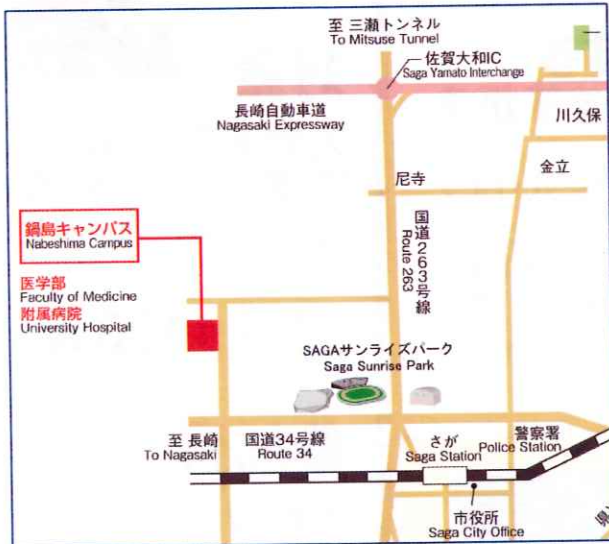 至 三瀬トンネル
To Mitsuse Tunnel
佐賀大和IC
Saga Yamato Interchange
長崎自動車道
Nagasaki Expressway
川久保
金立
尼寺
国道263号線
Route 263
鍋島キャンパス
Nabeshima Campus
医学部
Faculty of Medicine
附属病院
University Hospital
SAGAサンライズパーク
Saga Sunrise Park
至 長崎
To Nagasaki
国道34号線
Route 34
さが
Saga Station
警察署
Police Station
市役所
Saga City Office